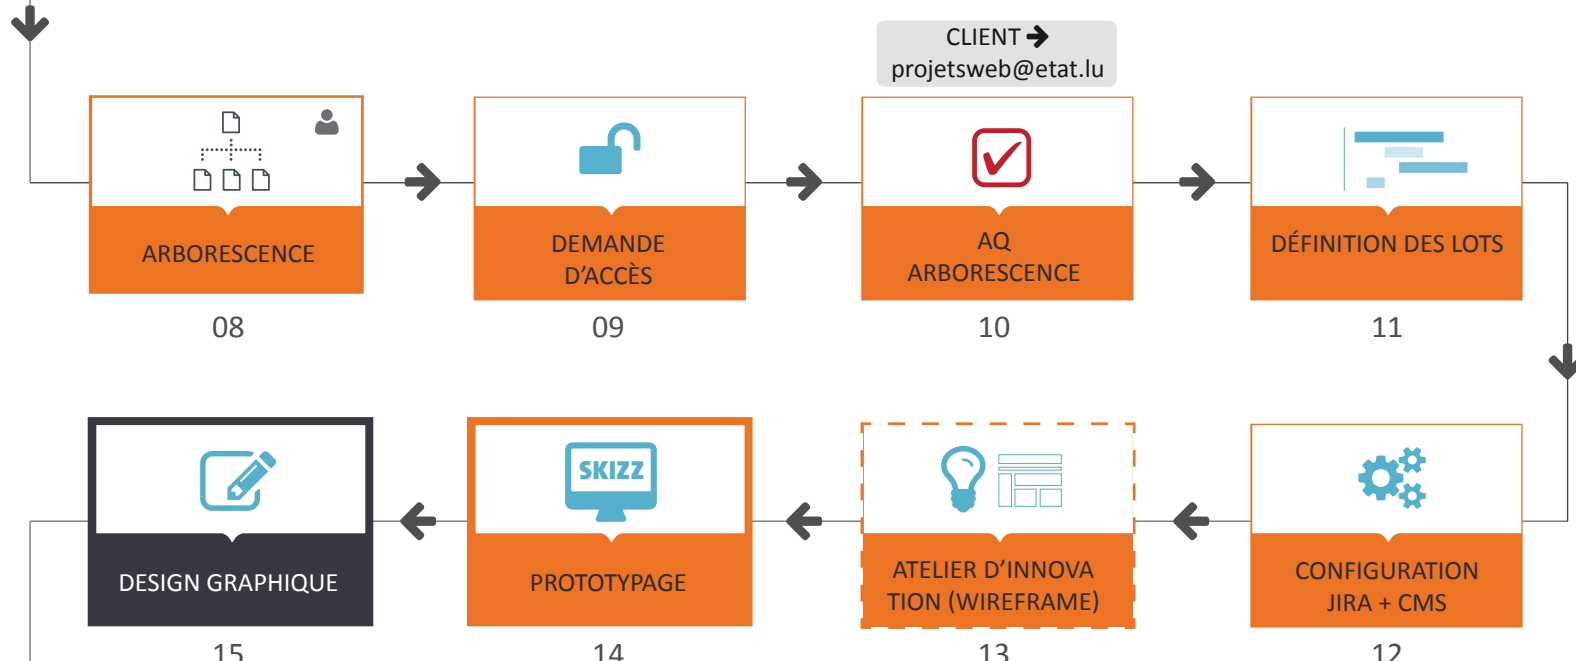 CLIENT
projetsweb@etat.lu
ARBORESCENCE
08
DEMANDE
D’ACCÈS
09
AQ
ARBORESCENCE
10
DÉFINITION DES LOTS
11
DESIGN GRAPHIQUE
15
SKIZZ
PROTOTYPAGE
14
ATELIER D’INNOVA
TION (WIREFRAME)
13
CONFIGURATION
JIRA + CMS
12